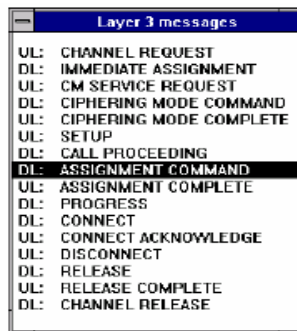 Layer 3 messages
UL: CHANNEL REQUEST
DL: IMMEDIATE ASSIGNMENT
UL: CM SERVICE REQUEST
DL: CIPHERING MODE COMMAND
UL: CIPHERING MODE COMPLETE
UL: SETUP
DL: CALL PROCEEDING
DL: ASSIGNMENT COMMAND
UL: ASSIGNMENT COMPLETE
DL: PROGRESS
DL: CONNECT
UL: CONNECT ACKNOWLEDGE
UL: DISCONNECT
DL: RELEASE
UL: RELEASE COMPLETE
DL: CHANNEL RELEASE